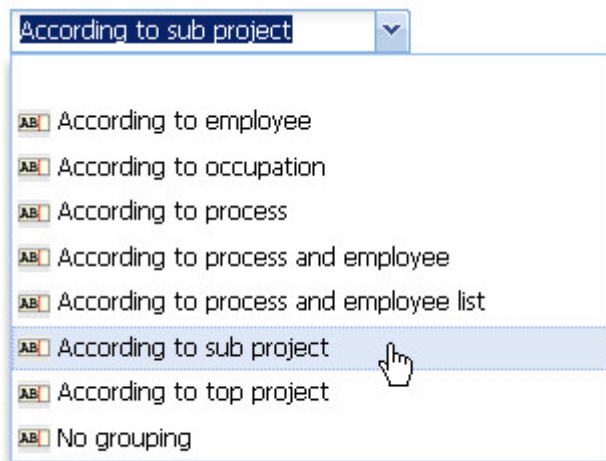 According to sub project
According to employee
According to occupation
According to process
According to process and employee
According to process and employee list
According to sub project
According to top project
No grouping